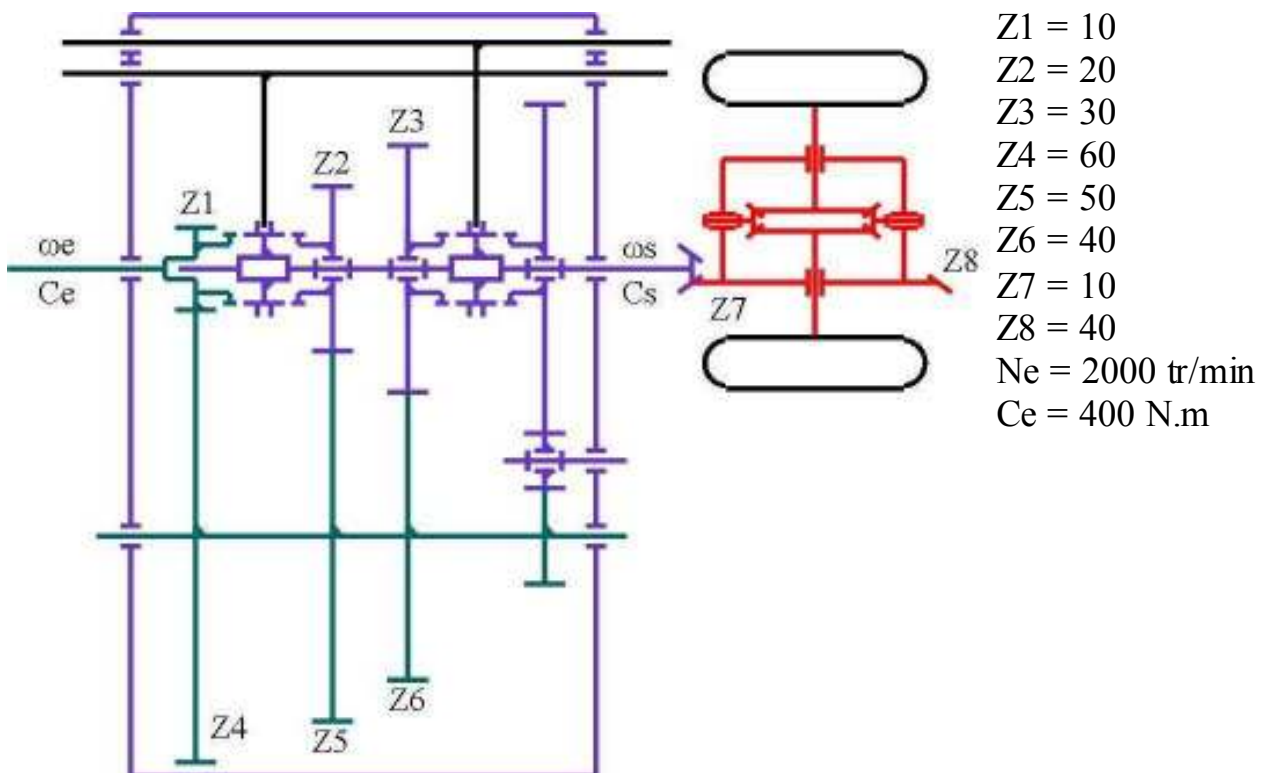 Z1
Z2
Z3
ωe
Ce
ωs
Cs
Z7
Z8
Z4
Z5
Z6
Z1 = 10
Z2 = 20
Z3 = 30
Z4 = 60
Z5 = 50
Z6 = 40
Z7 = 10
Z8 = 40
Ne = 2000 tr/min
Ce = 400 N.m